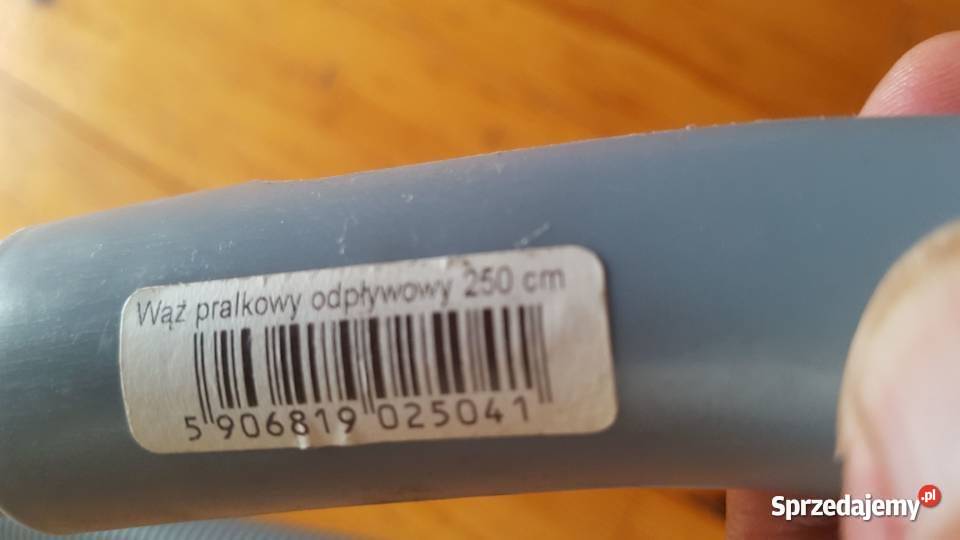 Wąż pralkowy odpływowy 250 cm
5 906819 025041
Sprzedajemy.pl